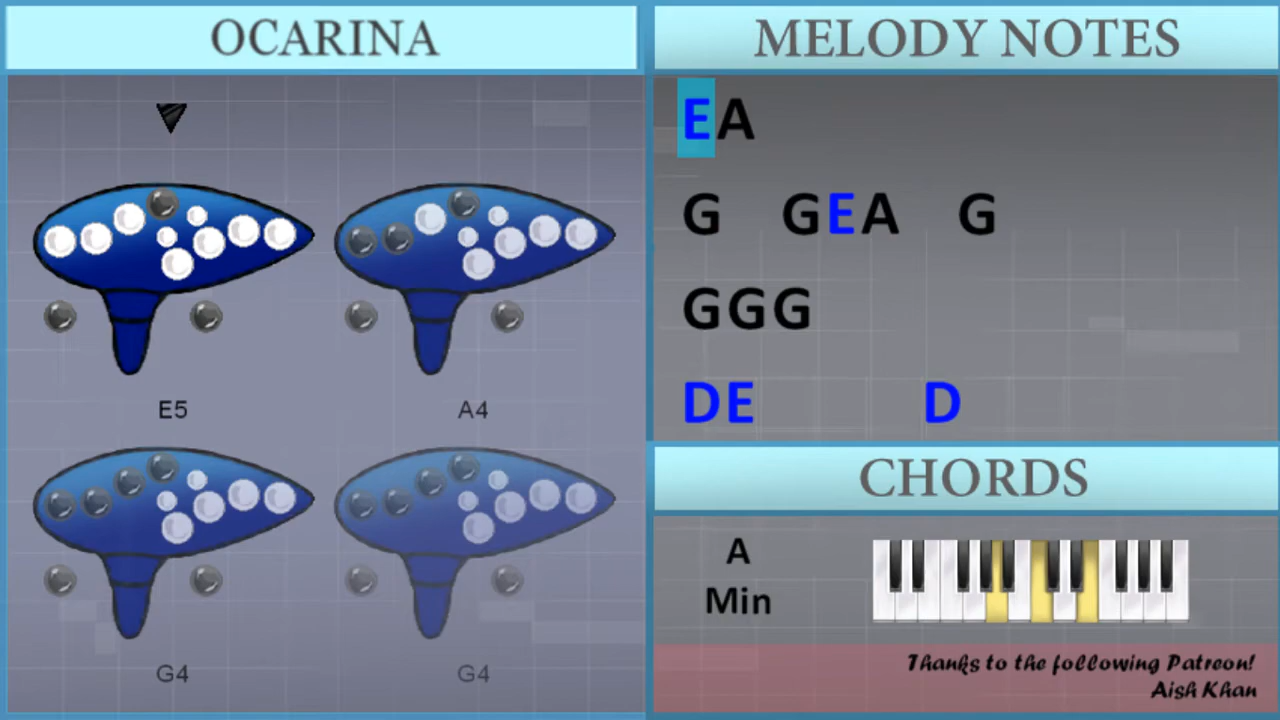 OCARINA
E5 A4
G4 G4
MELODY NOTES
EA
G GEA G
GGG
DE D
CHORDS
A
Min
Thanks to the following Patreon!
Aish Khan